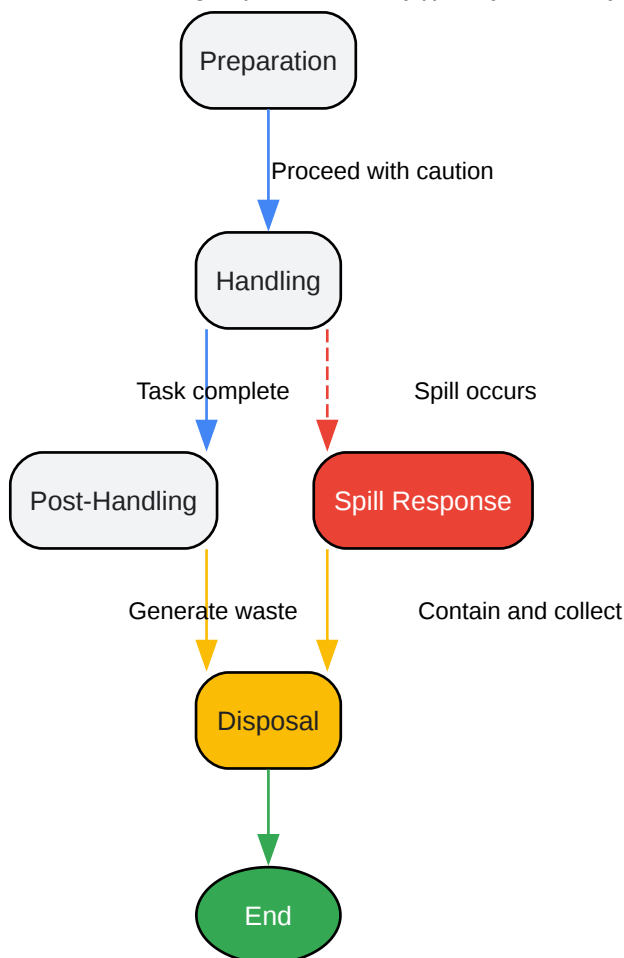 Preparation
Proceed with caution
Handling
Task complete
Spill occurs
Post-Handling
Spill Response
Generate waste
Contain and collect
Disposal
End